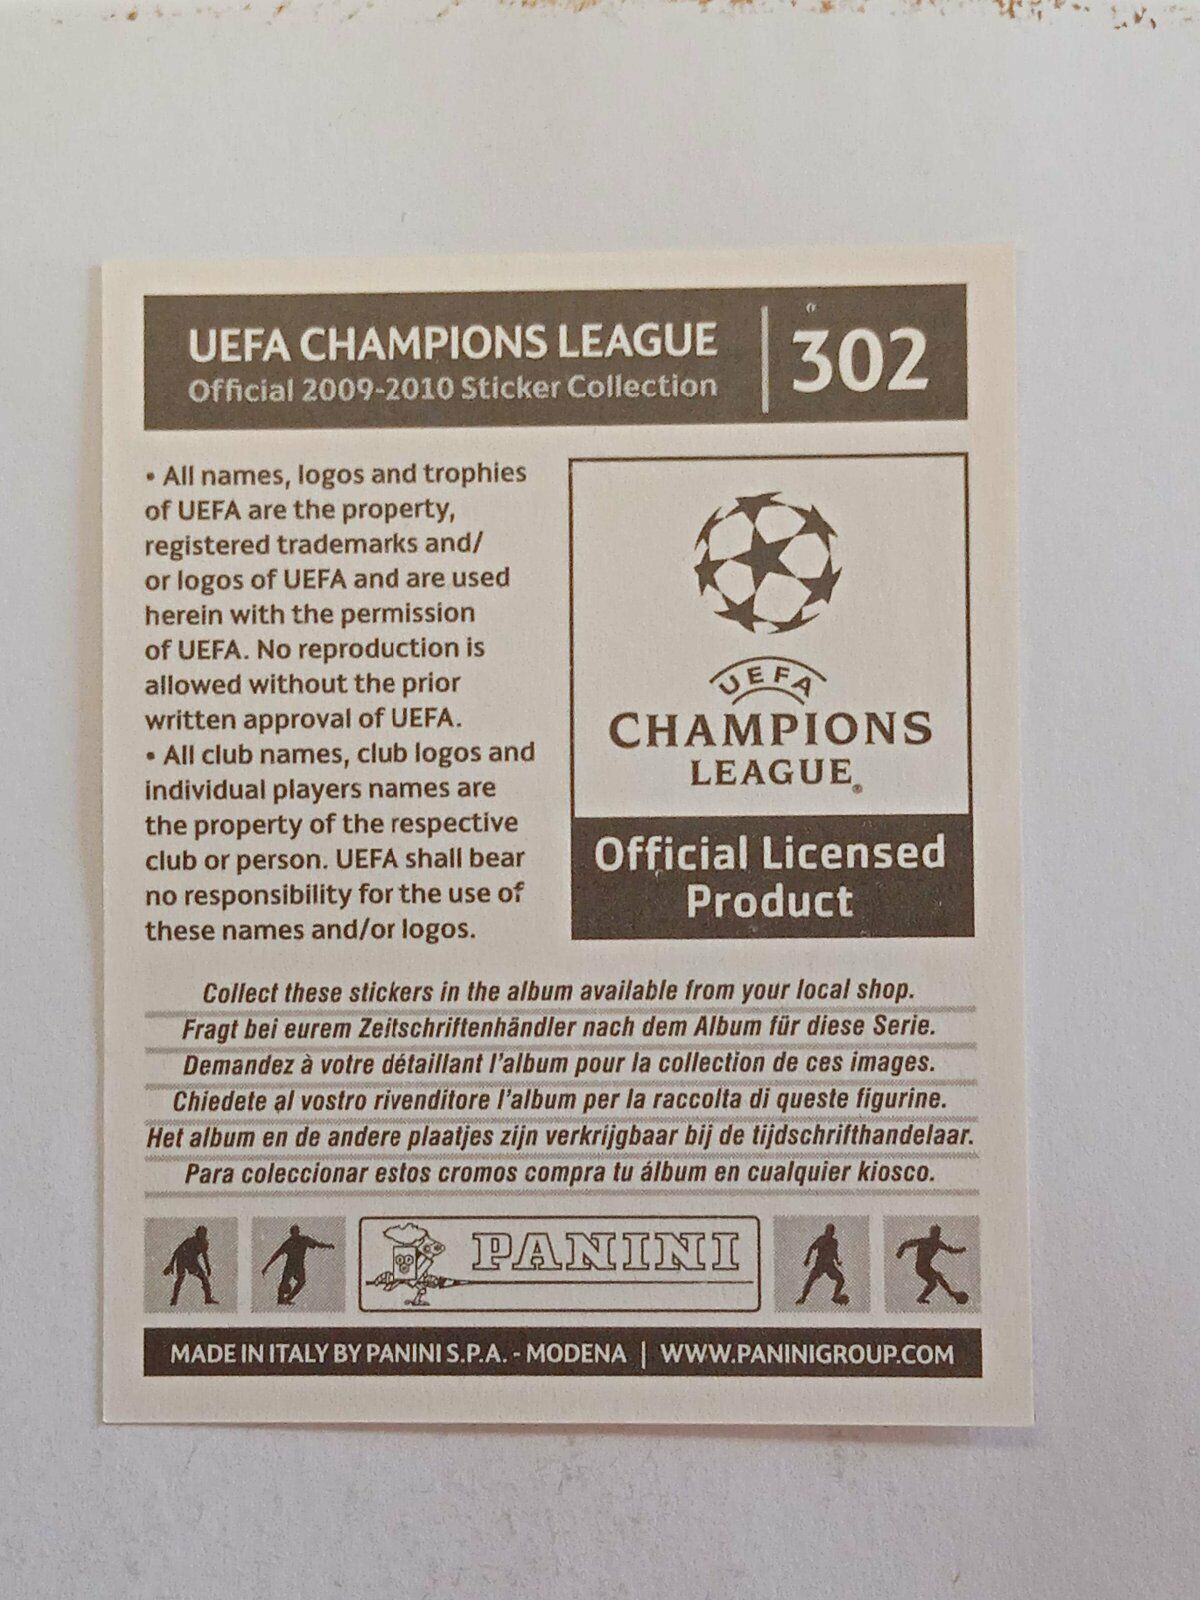 UEFA CHAMPIONS LEAGUE
Official 2009-2010 Sticker Collection
302
• All names, logos and trophies
of UEFA are the property,
registered trademarks and/
or logos of UEFA and are used
herein with the permission
of UEFA. No reproduction is
allowed without the prior
written approval of UEFA.
• All club names, club logos and
individual players names are
the property of the respective
club or person. UEFA shall bear
no responsibility for the use of
these names and/or logos.
UEFA
CHAMPIONS
LEAGUE®
Official Licensed
Product
Collect these stickers in the album available from your local shop.
Fragt bei eurem Zeitschriftenhändler nach dem Album für diese Serie.
Demandez à votre détaillant l'album pour la collection de ces images.
Chiedete al vostro rivenditore l'album per la raccolta di queste figurine.
Het album en de andere plaatjes zijn verkrijgbaar bij de tijdschrifthandelaar.
Para coleccionar estos cromos compra tu álbum en cualquier kiosco.
PANINI
MADE IN ITALY BY PANINI S.P.A. - MODENA | WWW.PANINIGROUP.COM